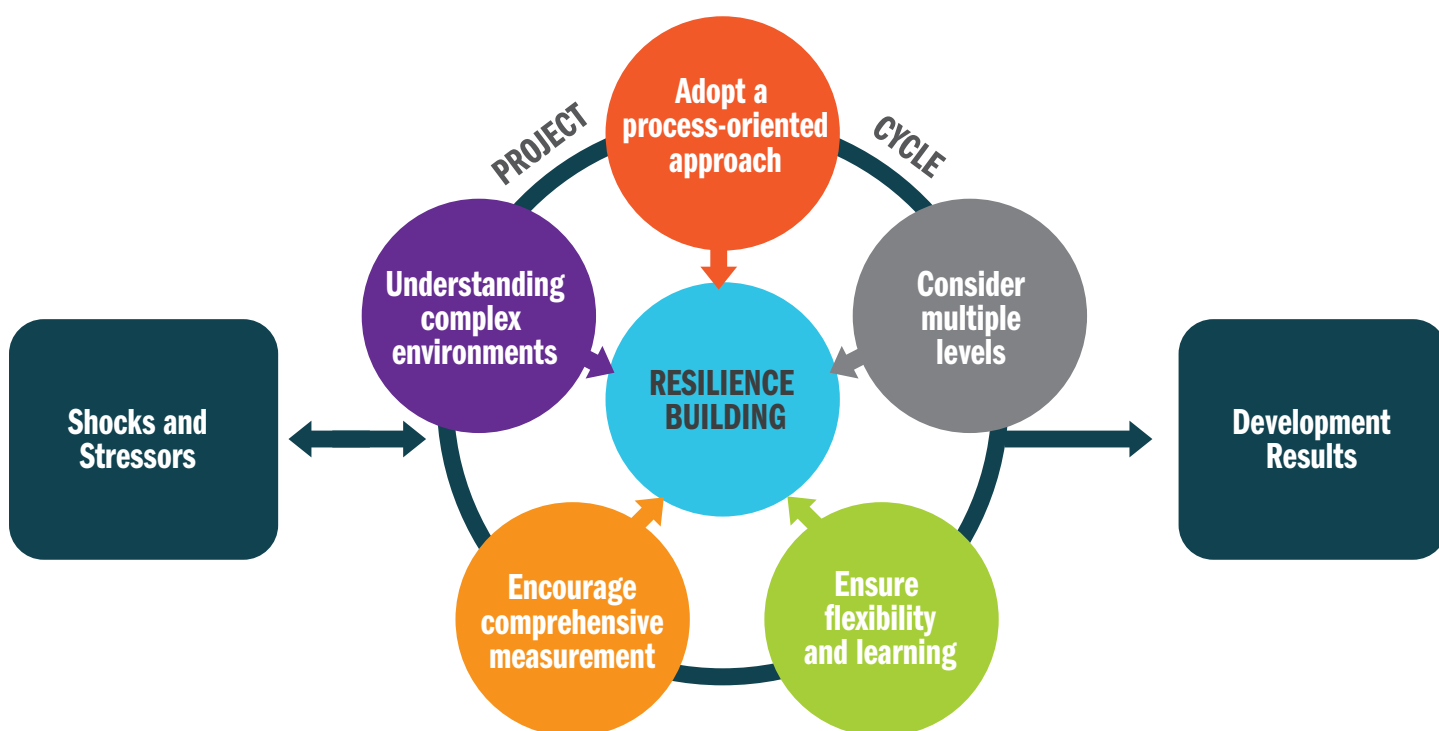 PROJECT
CYCLE
Adopt a
process-oriented
approach
Understanding
complex
environments
Consider
multiple
levels
RESILIENCE
BUILDING
Shocks and
Stressors
Development
Results
Encourage
comprehensive
measurement
Ensure
flexibility
and learning